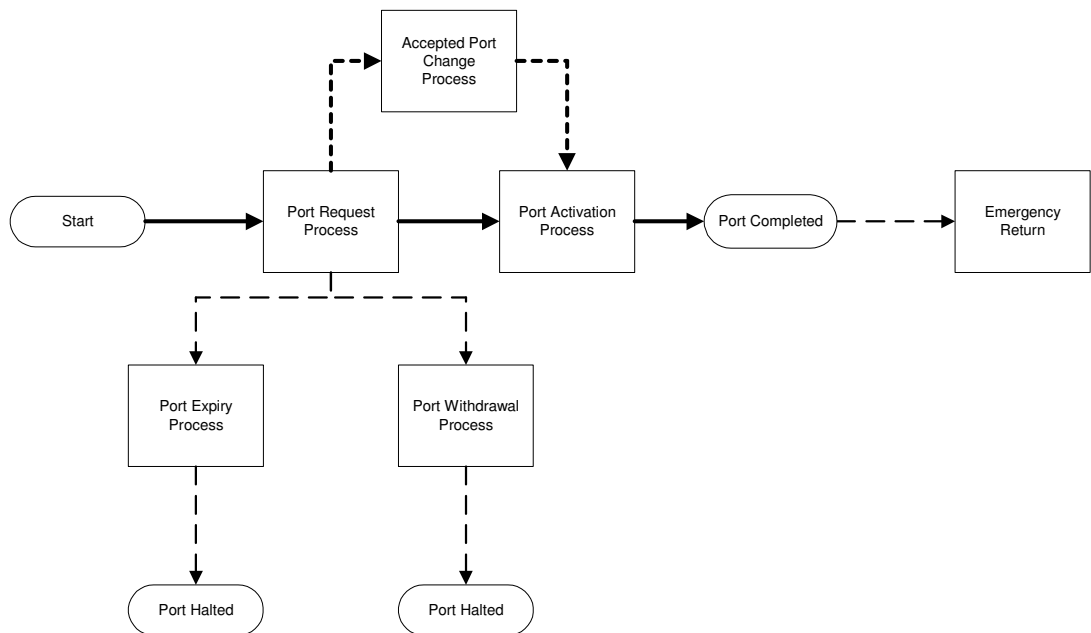 Accepted Port
Change
Process
Start
Port Request
Process
Port Activation
Process
Port Completed
Emergency
Return
Port Expiry
Process
Port Withdrawal
Process
Port Halted
Port Halted